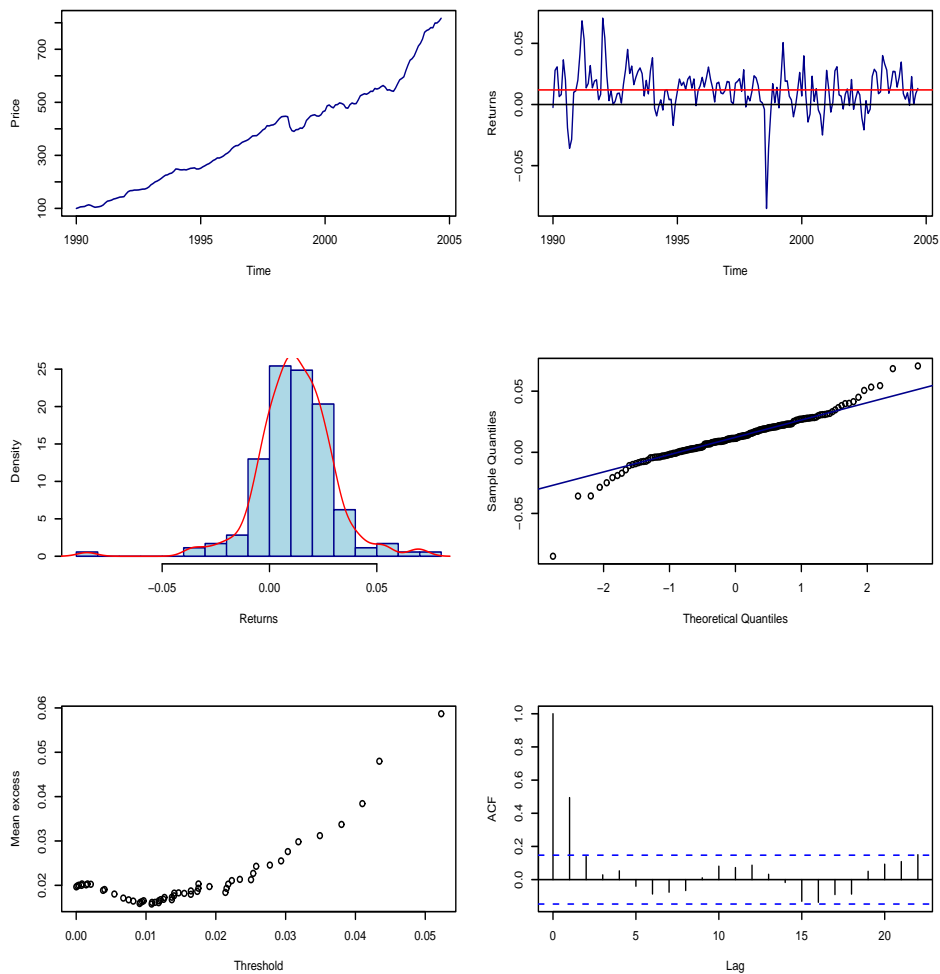 Price
100 300 500 700
1990 1995 2000 2005
Time
Returns
−0.05 0.00 0.05
1990 1995 2000 2005
Time
Density
0 5 10 15 20 25
−0.05 0.00 0.05
Returns
Sample Quantiles
−0.05 0.00 0.05
−2 −1 0 1 2
Theoretical Quantiles
Mean excess
0.02 0.03 0.04 0.05 0.06
0.00 0.01 0.02 0.03 0.04 0.05
Threshold
ACF
0.0 0.2 0.4 0.6 0.8 1.0
0 5 10 15 20
Lag